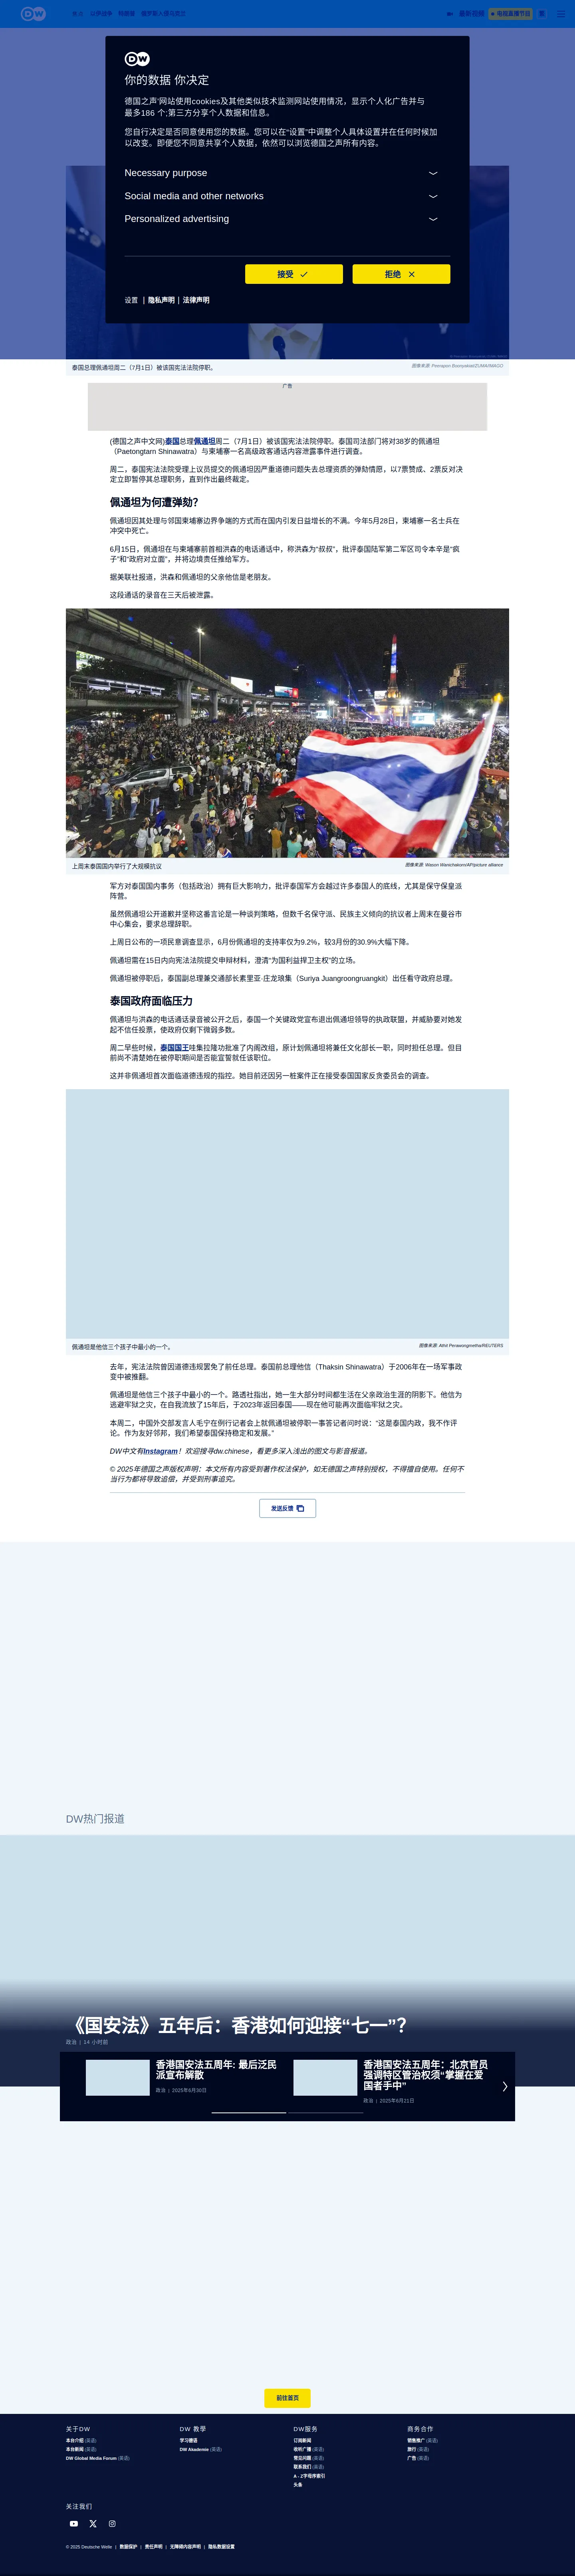 DW
以色列战争
特朗普
俄罗斯入侵乌克兰
最新视频
电视直播节目
DW
你的数据 你决定
德国之声'网站使用cookies及其他类似技术监测网站使用情况，显示个人化广告并与
最多186 个;第三方分享个人数据和信息。
您自行决定是否同意使用您的数据。您可以在“设置”中调整个人具体设置并在任何时候加
以改变。即便您不同意共享个人数据，依然可以浏览德国之声所有内容。
Necessary purpose
Social media and other networks
Personalized advertising
接受
拒绝
设置 | 隐私声明 | 法律声明
泰国总理佩通坦周二（7月1日）被该国宪法法院停职。
图像来源: Peerapon Boonyakiat/ZUMA/IMAGO
广告
(德国之声中文网)泰国总理佩通坦周二（7月1日）被该国宪法法院停职。泰国司法部门将对38岁的佩通坦
（Paetongtarn Shinawatra）与柬埔寨一名高级政客通话内容泄露事件进行调查。
周二，泰国宪法法院受理上议员提交的佩通坦因严重道德问题失去总理资质的弹劾情愿，以7票赞成、2票反对决
定立即暂停其总理职务，直到作出最终裁定。
佩通坦为何遭弹劾？
佩通坦因其处理与邻国柬埔寨边界争端的方式而在国内引发日益增长的不满。今年5月28日，柬埔寨一名士兵在
冲突中死亡。
6月15日，佩通坦在与柬埔寨前首相洪森的电话通话中，称洪森为“叔叔”，批评泰国陆军第二军区司令本辛是“疯
子”和“政府对立面”，并将边境责任推给军方。
据美联社报道，洪森和佩通坦的父亲他信是老朋友。
这段通话的录音在三天后被泄露。
上周末泰国国内举行了大规模抗议
图像来源: Wason Wanichakorn/AP/picture alliance
军方对泰国国内事务（包括政治）拥有巨大影响力，批评泰国军方会越过许多泰国人的底线，尤其是保守保皇派
阵营。
虽然佩通坦公开道歉并坚称这番言论是一种谈判策略，但数千名保守派、民族主义倾向的抗议者上周末在曼谷市
中心集会，要求总理辞职。
上周日公布的一项民意调查显示，6月份佩通坦的支持率仅为9.2%，较3月份的30.9%大幅下降。
佩通坦需在15日内向宪法法院提交申辩材料，澄清“为国利益捍卫主权”的立场。
佩通坦被停职后，泰国副总理兼交通部长素里亚·庄龙琅集（Suriya Juangroongruangkit）出任看守政府总理。
泰国政府面临压力
佩通坦与洪森的电话通话录音被公开之后，泰国一个关键政党宣布退出佩通坦领导的执政联盟，并威胁要对她发
起不信任投票，使政府仅剩下微弱多数。
周二早些时候，泰国国王哇集拉隆功批准了内阁改组，原计划佩通坦将兼任文化部长一职，同时担任总理。但目
前尚不清楚她在被停职期间是否能宣誓就任该职位。
这并非佩通坦首次面临道德违规的指控。她目前还因另一桩案件正在接受泰国国家反贪委员会的调查。
佩通坦是他信三个孩子中最小的一个。
图像来源: Athit Perawongmetha/REUTERS
去年，宪法法院曾因道德违规罢免了前任总理。泰国前总理他信（Thaksin Shinawatra）于2006年在一场军事政
变中被推翻。
佩通坦是他信三个孩子中最小的一个。路透社指出，她一生大部分时间都生活在父亲政治生涯的阴影下。他信为
逃避牢狱之灾，在自我流放了15年后，于2023年返回泰国——现在他可能再次面临牢狱之灾。
本周二，中国外交部发言人毛宁在例行记者会上就佩通坦被停职一事答记者问时说：“这是泰国内政，我不作评
论。作为友好邻邦，我们希望泰国保持稳定和发展。”
DW中文有Instagram！欢迎搜寻dw.chinese，看更多深入浅出的图文与影音报道。
© 2025年德国之声版权声明：本文所有内容受到著作权法保护，如无德国之声特别授权，不得擅自使用。任何不
当行为都将导致追偿，并受到刑事追究。
发送反馈
DW热门报道
《国安法》五年后：香港如何迎接“七一”？
政治 | 14 小时前
香港国安法五周年: 最后泛民
派宣布解散
政治 | 2025年6月30日
香港国安法五周年：北京官员
强调特区管治权须“掌握在爱
国者手中”
政治 | 2025年6月21日
前往首页
关于DW
本台介绍 (英语)
本台新闻 (英语)
DW Global Media Forum (英语)
DW 教學
学习德语
DW Akademie (英语)
DW服务
订阅新闻
收听广播 (英语)
常见问题 (英语)
联系我们 (英语)
A - Z字母序索引
头条
商务合作
销售推广 (英语)
旅行 (英语)
广告 (英语)
关注我们
© 2025 Deutsche Welle | 数据保护 | 责任声明 | 无障碍内容声明 | 隐私数据设置